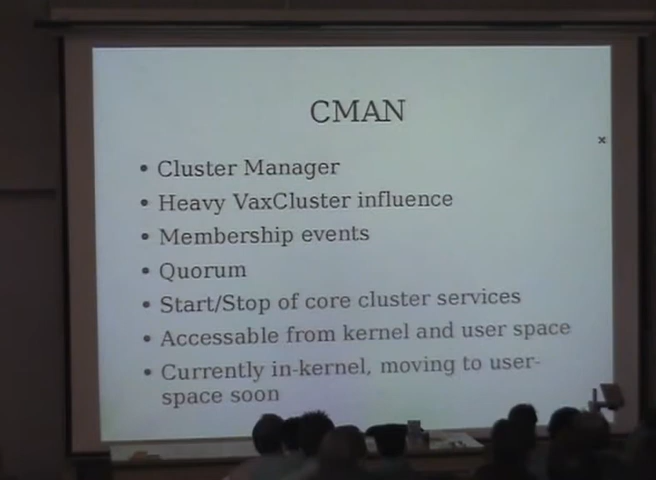 CMAN
• Cluster Manager
• Heavy VaxCluster influence
• Membership events
• Quorum
• Start/Stop of core cluster services
• Accessable from kernel and user space
• Currently in-kernel, moving to user-
space soon